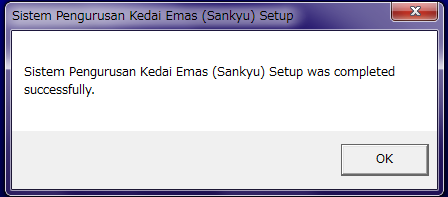 Sistem Pengurusan Kedai Emas (Sankyu) Setup
Sistem Pengurusan Kedai Emas (Sankyu) Setup was completed
successfully.
OK